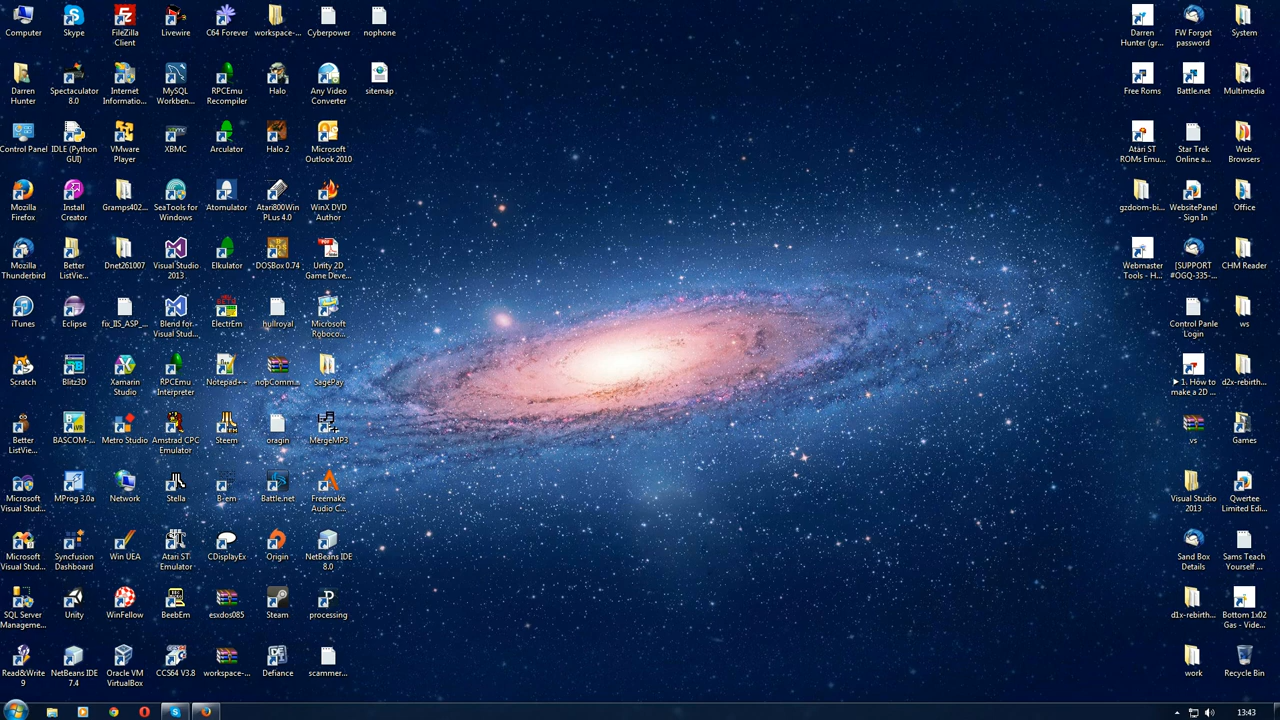 Computer
Skype
FileZilla
Client
Livewire
C64 Forever
workspace-...
Cyberpower
nophone
Darren
Hunter
Spectaculator
8.0
Internet
Informatio...
MySQL
Workben...
RPCEmu
Recompiler
Halo
Any Video
Converter
sitemap
Control Panel
IDLE (Python
GUI)
VMware
Player
XBMC
Arculator
Halo 2
Microsoft
Outlook 2010
Mozilla
Firefox
Install
Creator
Gramps402...
SeaTools for
Windows
Atomulator
Atari800Win
PLus 4.0
WinX DVD
Author
Mozilla
Thunderbird
Better
ListView...
Dnet261007
Visual Studio
2013
Elkulator
DOSBox 0.74
Unity 2D
Game Deve...
iTunes
Eclipse
fix_IIS_ASP_...
Blend for
Visual Stud...
ElectrEm
hullroyal
Microsoft
Roboco...
Scratch
Blitz3D
Xamarin
Studio
RPCEmu
Interpreter
Notepad++
nopComm...
SagePay
Better
ListView...
BASCOM-...
Metro Studio
Amstrad CPC
Emulator
Steem
oragin
MergeMP3
Microsoft
Visual Stud...
MProg 3.0a
Network
Stella
B-em
Battle.net
Freemake
Audio C...
Microsoft
Visual Stud...
Syncfusion
Dashboard
Win UEA
Atari ST
Emulator
CDisplayEx
Origin
NetBeans IDE
8.0
SQL Server
Manageme...
Unity
WinFellow
BeebEm
esxdos085
Steam
processing
Read&Write
9
NetBeans IDE
7.4
Oracle VM
VirtualBox
CCS64 V3.8
workspace-...
Defiance
scammer...
Darren
Hunter (gr...
FW Forgot
password
System
Free Roms
Battle.net
Multimedia
Atari ST
ROMs Emu...
Star Trek
Online a...
Web
Browsers
gzdoom-bi...
WebsitePanel
- Sign In
Office
Webmaster
Tools - H...
[SUPPORT
#OGQ-335-...
CHM Reader
Control Panle
Login
ws
► 1. How to
make a 2D ...
d2x-rebirth...
vs
Games
Visual Studio
2013
Qwertee
Limited Edi...
Sand Box
Details
Sams Teach
Yourself ...
d1x-rebirth...
Bottom 1x02
Gas - Vide...
work
Recycle Bin
13:43